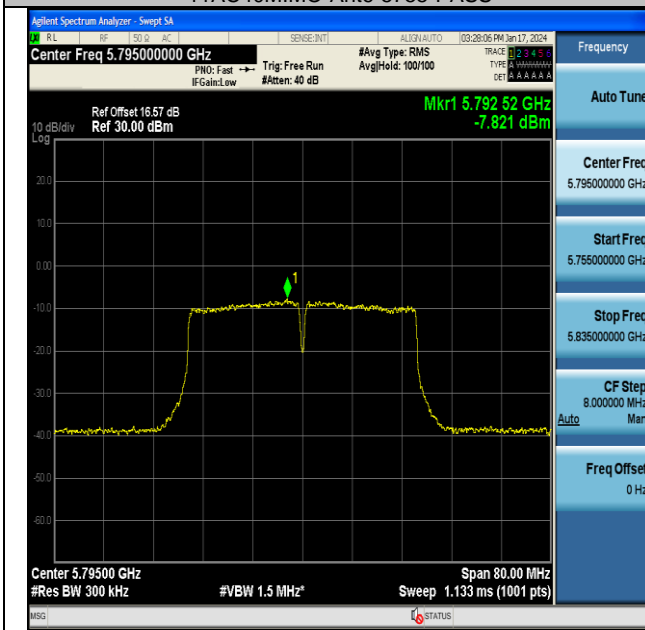 Agilent Spectrum Analyzer - Swept SA
RL RF 50 Ω AC SENSE:INT ALIGN AUTO 03:28:06 PM Jan 17, 2024
Center Freq 5.795000000 GHz #Avg Type: RMS TRACE 1 2 3 4 5 6
PNO: Fast Trig: Free Run Avg|Hold: 100/100 TYPE A
IFGain:Low #Atten: 40 dB DET A A A A A A
Mkr1 5.792 52 GHz
Ref Offset 16.57 dB
10 dB/div Ref 30.00 dBm -7.821 dBm
Log
20.0
10.0
0.00
1
-10.0
-20.0
-30.0
-40.0
-50.0
-60.0
Center 5.79500 GHz Span 80.00 MHz
#Res BW 300 kHz #VBW 1.5 MHz* Sweep 1.133 ms (1001 pts)
MSG STATUS
Frequency
Auto Tune
Center Freq
5.795000000 GHz
Start Freq
5.755000000 GHz
Stop Freq
5.835000000 GHz
CF Step
8.000000 MHz
Auto Man
Freq Offset
0 Hz